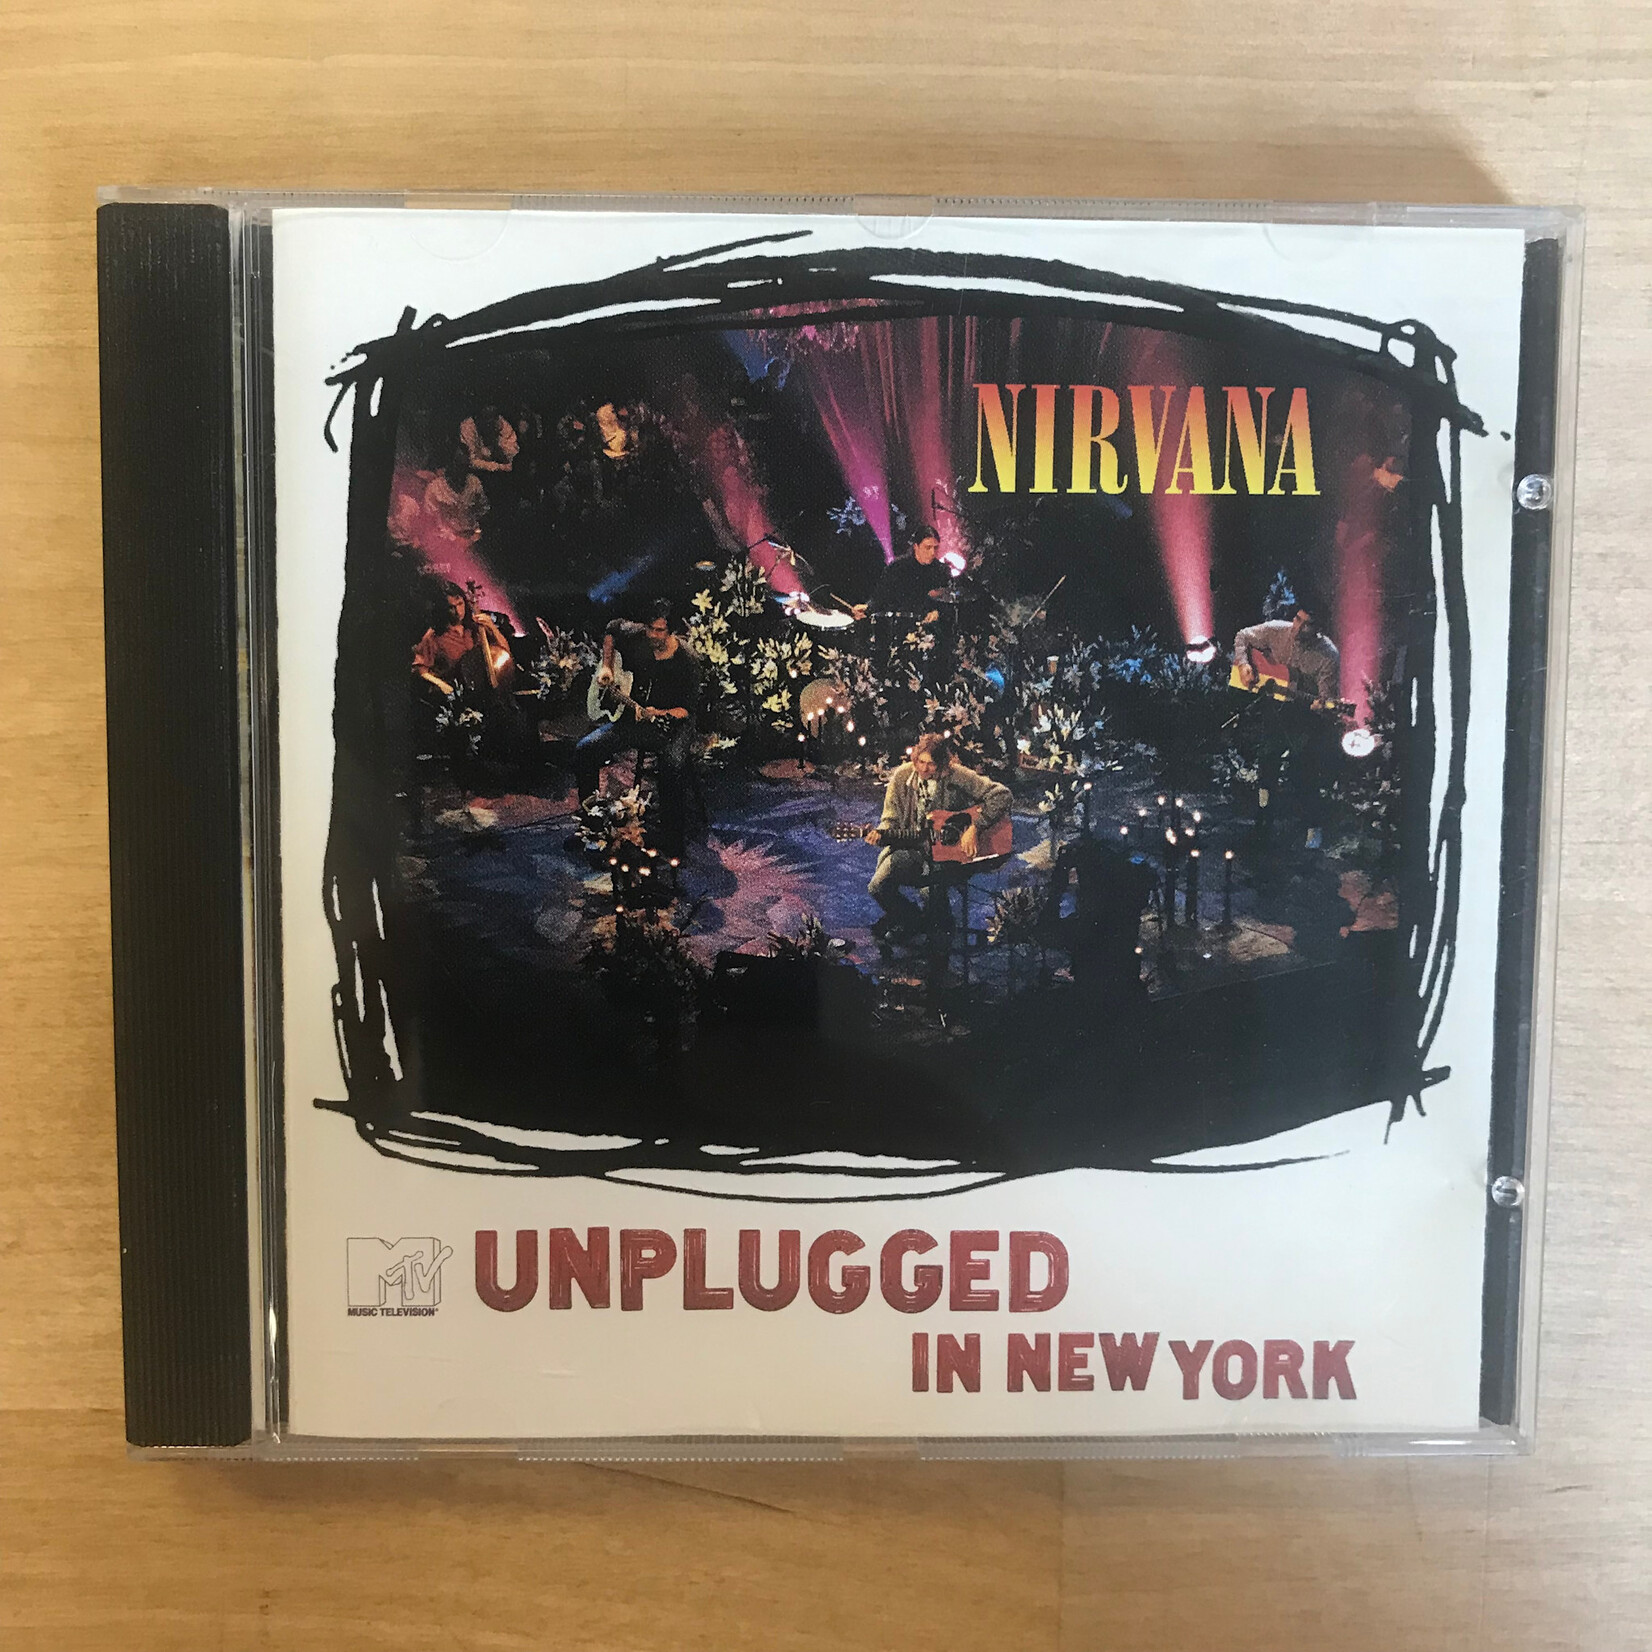 NIRVANA
MTV
MUSIC TELEVISION®
UNPLUGGED
IN NEW YORK